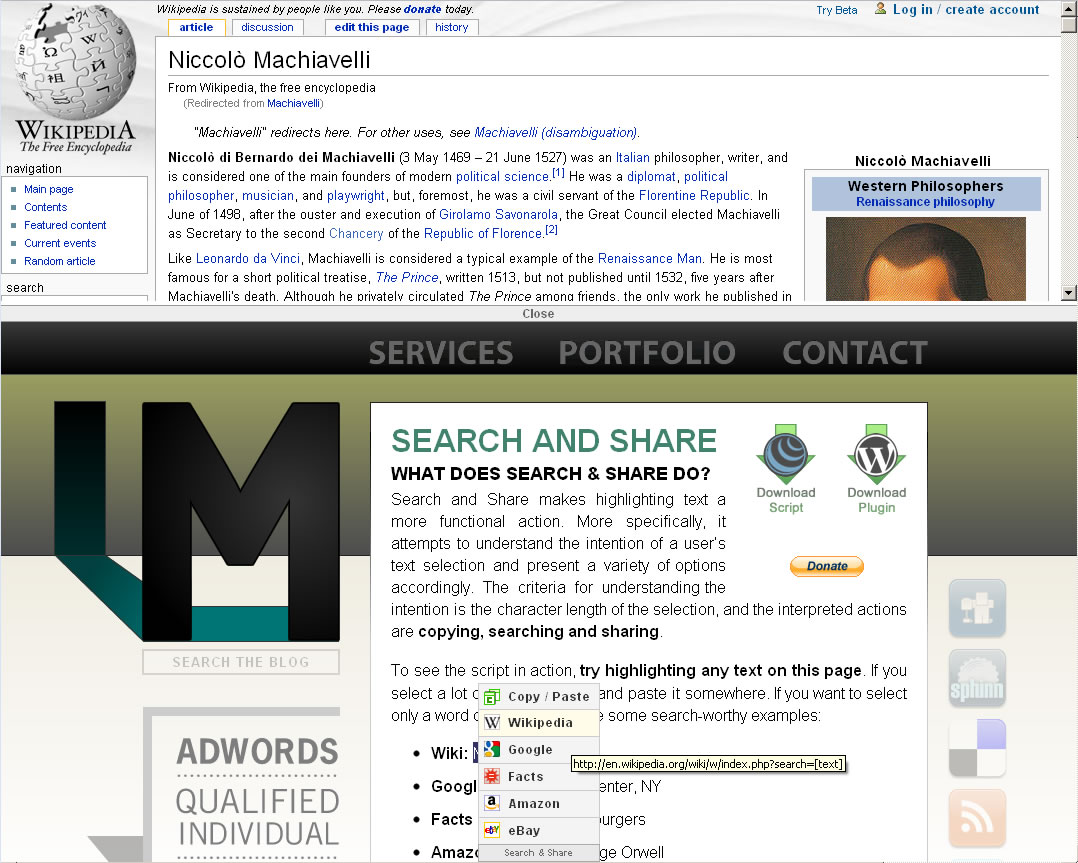 Wikipedia is sustained by people like you. Please donate today.
Try Beta
Log in / create account
article
discussion
edit this page
history
WIKIPEDIA
The Free Encyclopedia
Niccolò Machiavelli
From Wikipedia, the free encyclopedia
(Redirected from Machiavelli)
"Machiavelli" redirects here. For other uses, see Machiavelli (disambiguation).
Niccolò di Bernardo dei Machiavelli (3 May 1469 – 21 June 1527) was an Italian philosopher, writer, and
is considered one of the main founders of modern political science.[1] He was a diplomat, political
philosopher, musician, and playwright, but, foremost, he was a civil servant of the Florentine Republic. In
June of 1498, after the ouster and execution of Girolamo Savonarola, the Great Council elected Machiavelli
as Secretary to the second Chancery of the Republic of Florence.[2]
Like Leonardo da Vinci, Machiavelli is considered a typical example of the Renaissance Man. He is most
famous for a short political treatise, The Prince, written 1513, but not published until 1532, five years after
Machiavelli's death. Although he privately circulated The Prince among friends, the only work he published in
Niccolò Machiavelli
Western Philosophers
Renaissance philosophy
navigation
Main page
Contents
Featured content
Current events
Random article
search
Close
SERVICES
PORTFOLIO
CONTACT
M
SEARCH THE BLOG
ADWORDS
QUALIFIED
INDIVIDUAL
SEARCH AND SHARE
WHAT DOES SEARCH & SHARE DO?
Search and Share makes highlighting text a
more functional action. More specifically, it
attempts to understand the intention of a user's
text selection and present a variety of options
accordingly. The criteria for understanding the
intention is the character length of the selection, and the interpreted actions
are copying, searching and sharing.
Download
Script
Download
Plugin
Donate
To see the script in action, try highlighting any text on this page. If you
select a lot and paste it somewhere. If you want to select
only a word some search-worthy examples:
Wiki:
Googl enter, NY
Facts urgers
Amazo ge Orwell
Copy / Paste
Wikipedia
Google
Facts
Amazon
eBay
Search & Share
http://en.wikipedia.org/wiki/w/index.php?search=[text]
sphinn